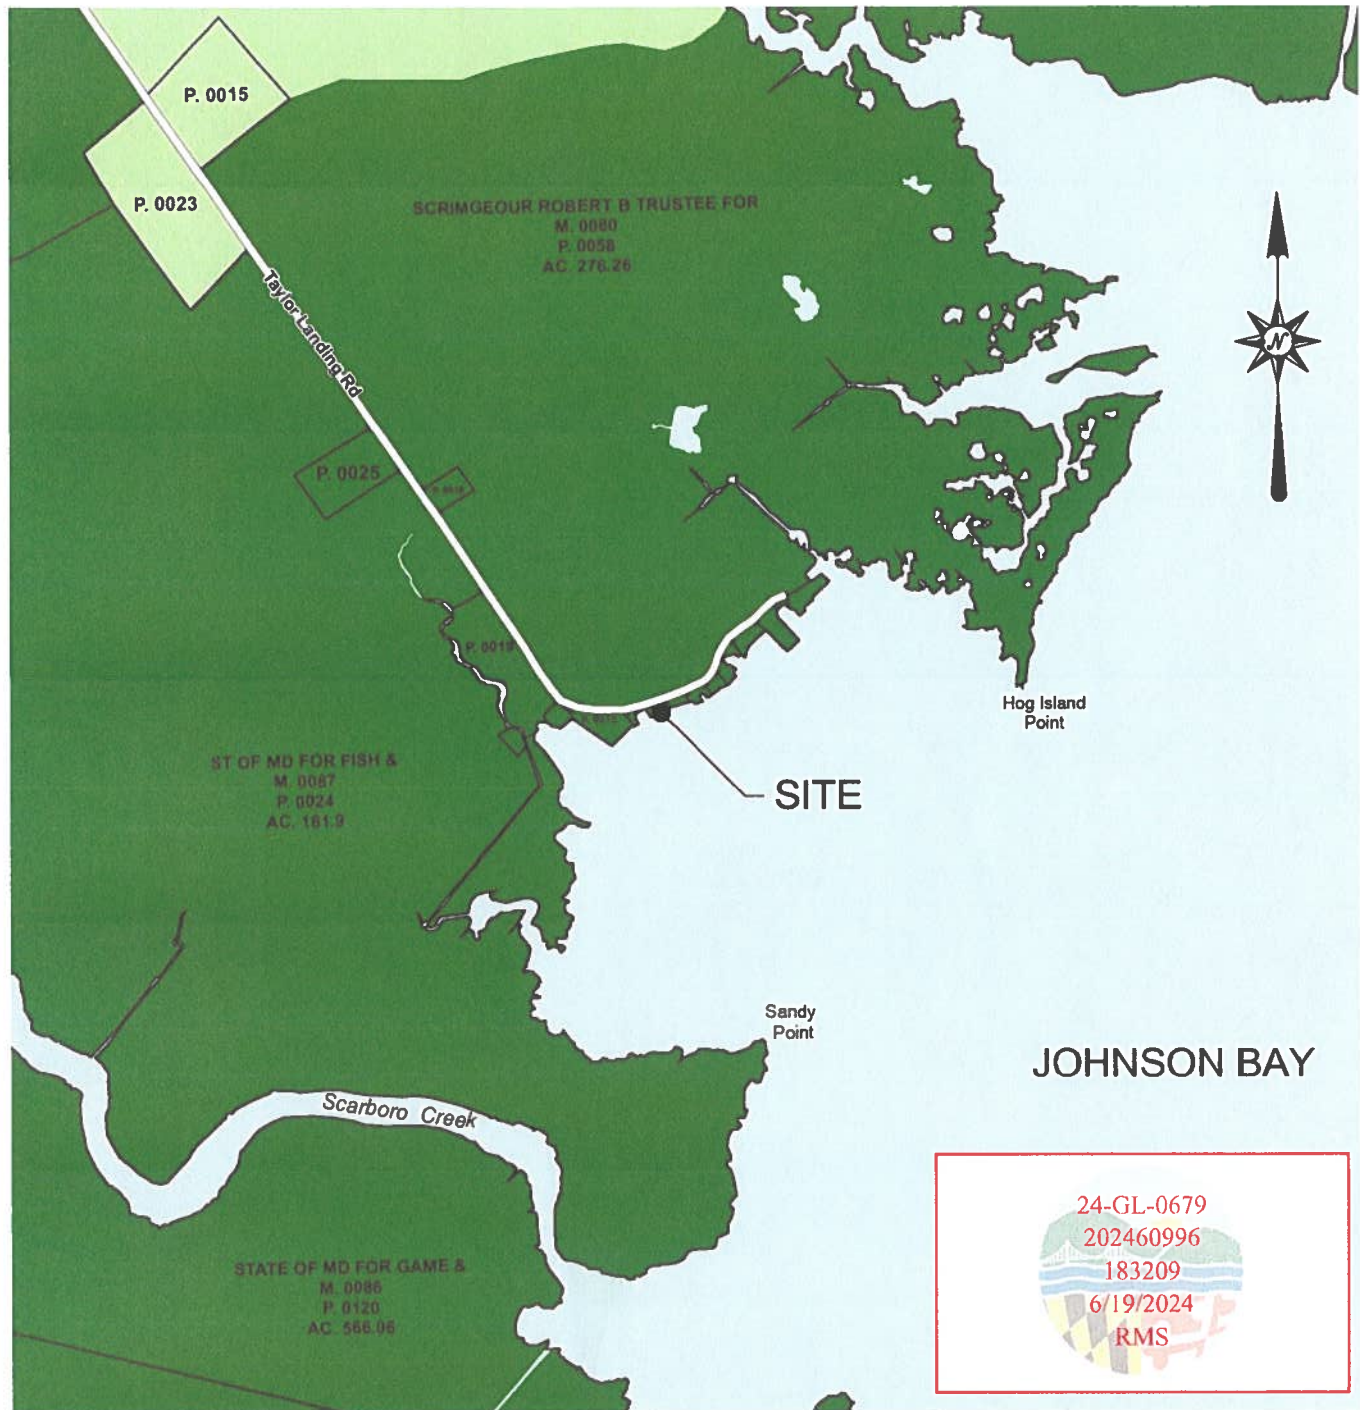 P. 0015
P. 0023
SCRIMGEOUR ROBERT B TRUSTEE FOR
M. 0080
P. 0058
AC. 276.26
Taylor Landing Rd
N
P. 0025
P. 0019
Hog Island
Point
SITE
ST OF MD FOR FISH &
M. 0087
P. 0024
AC. 161.9
Sandy
Point
JOHNSON BAY
Scarboro Creek
STATE OF MD FOR GAME &
M. 0086
P. 0120
AC. 566.06
24-GL-0679
202460996
183209
6/19/2024
RMS